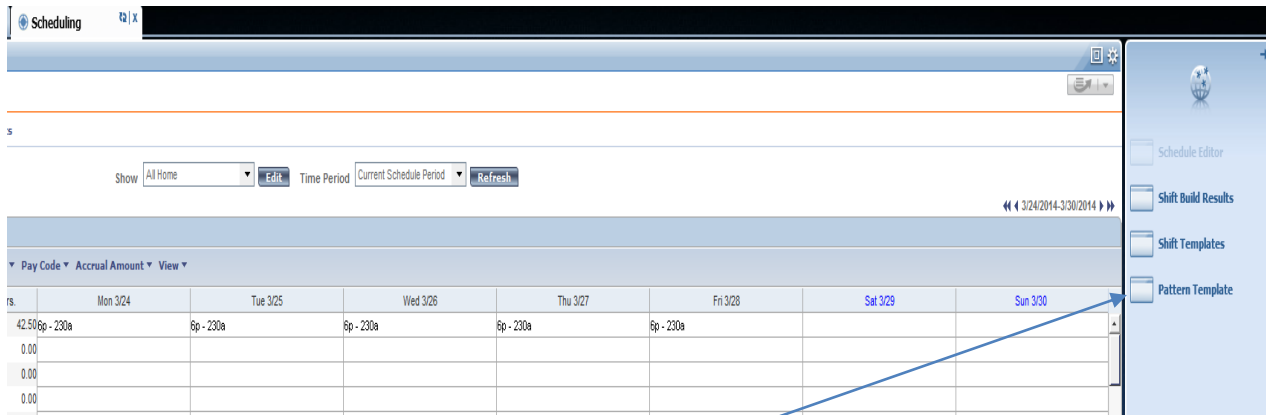 Scheduling
x
Schedule Editor
Show All Home Edit Time Period Current Schedule Period Refresh
Shift Build Results
3/24/2014-3/30/2014
Shift Templates
Pay Code Accrual Amount View
Pattern Template
rs. Mon 3/24 Tue 3/25 Wed 3/26 Thu 3/27 Fri 3/28 Sat 3/29 Sun 3/30
42.50 6p - 230a 6p - 230a 6p - 230a 6p - 230a 6p - 230a
0.00
0.00
0.00